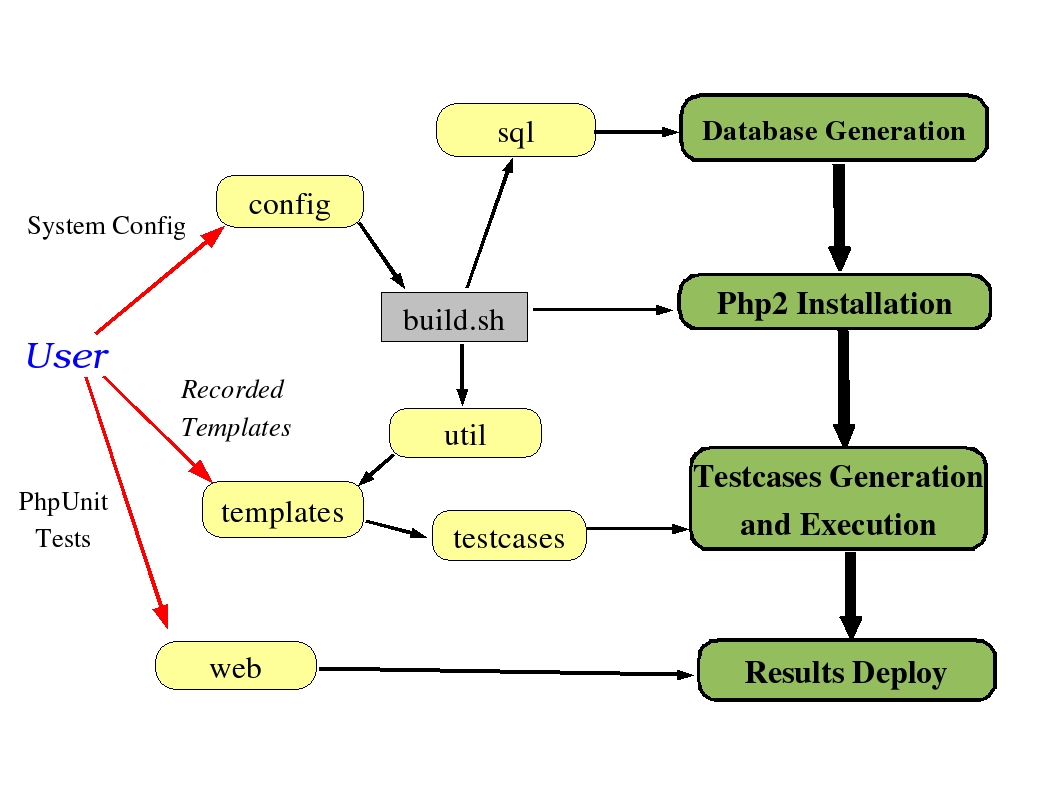 sql
Database Generation
config
System Config
Php2 Installation
build.sh
User
Recorded
Templates
util
Testcases Generation
and Execution
PhpUnit
Tests
templates
testcases
web
Results Deploy